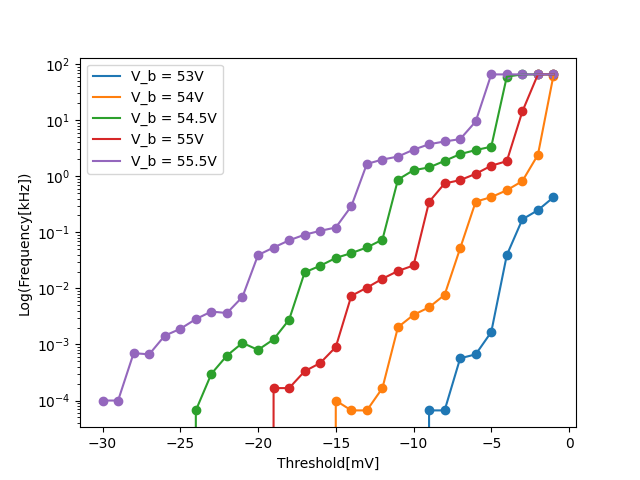 V_b = 53V
V_b = 54V
V_b = 54.5V
V_b = 55V
V_b = 55.5V
10²
10¹
10⁰
10⁻¹
10⁻²
10⁻³
10⁻⁴
Log(Frequency[kHz])
−30
−25
−20
−15
−10
−5
0
Threshold[mV]